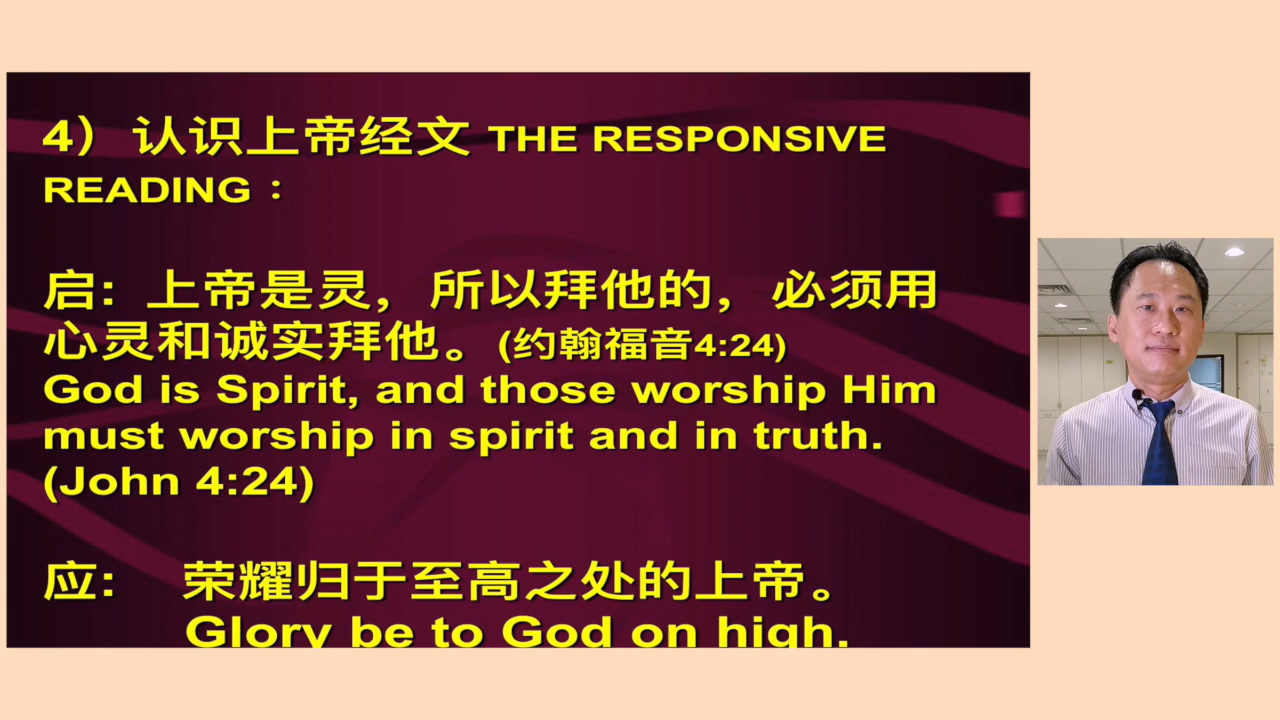 4） 认识上帝经文 THE RESPONSIVE
READING：
启: 上帝是灵，所以拜他的，必须用
心灵和诚实拜他。(约翰福音4:24)
God is Spirit, and those worship Him
must worship in spirit and in truth.
(John 4:24)
应: 荣耀归于至高之处的上帝。
Glory be to God on high.